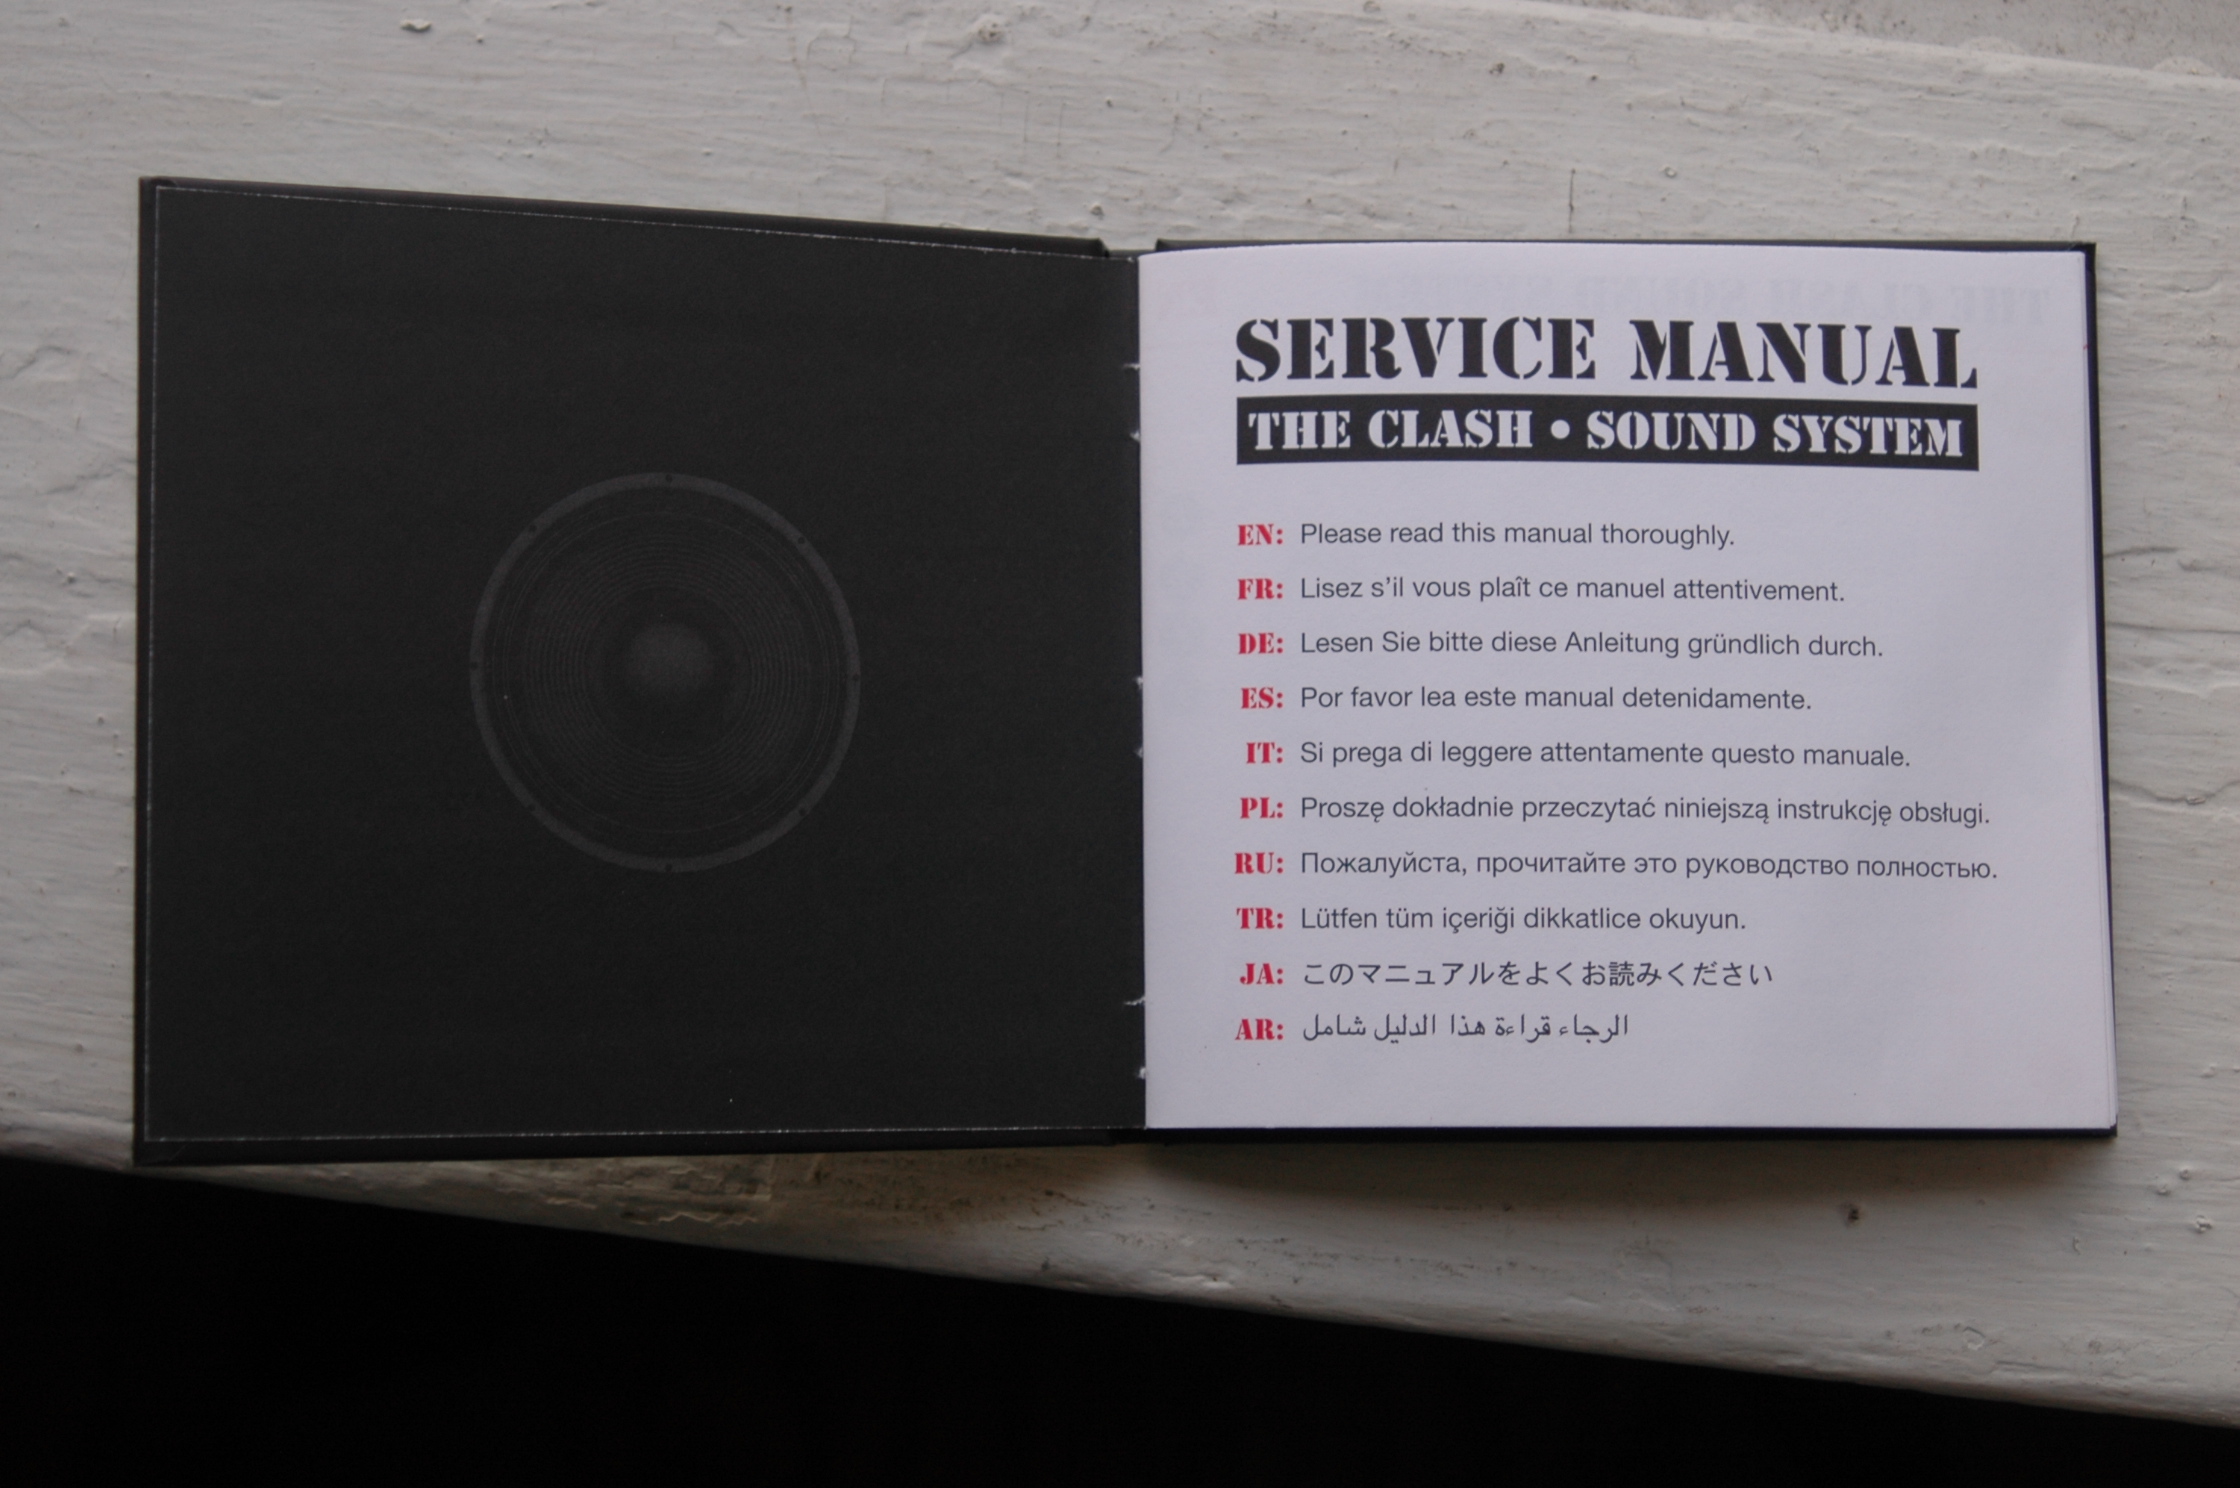 SERVICE MANUAL
THE CLASH • SOUND SYSTEM
EN: Please read this manual thoroughly.
FR: Lisez s'il vous plaît ce manuel attentivement.
DE: Lesen Sie bitte diese Anleitung gründlich durch.
ES: Por favor lea este manual detenidamente.
IT: Si prega di leggere attentamente questo manuale.
PL: Proszę dokładnie przeczytać niniejszą instrukcję obsługi.
RU: Пожалуйста, прочитайте это руководство полностью.
TR: Lütfen tüm içeriği dikkatlice okuyun.
JA: このマニュアルをよくお読みください
AR: الرجاء قراءة هذا الدليل شامل